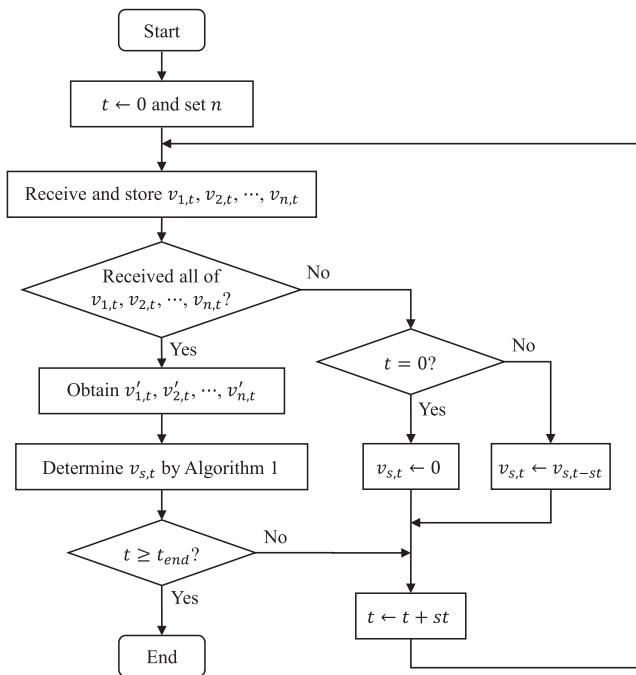 Start
t ← 0 and set n
Receive and store v₁,ₜ, v₂,ₜ, ⋯, vₙ,ₜ
Received all of
v₁,ₜ, v₂,ₜ, ⋯, vₙ,ₜ?
No
Yes
t = 0?
No
Yes
Obtain v′₁,ₜ, v′₂,ₜ, ⋯, v′ₙ,ₜ
Determine vₛ,ₜ by Algorithm 1
vₛ,ₜ ← 0
vₛ,ₜ ← vₛ,ₜ₋ₛₜ
t ≥ t_end?
No
Yes
t ← t + st
End